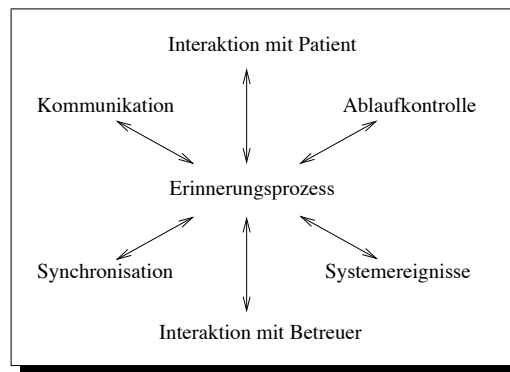 Interaktion mit Patient
Kommunikation
Ablaufkontrolle
Erinnerungsprozess
Synchronisation
Systemereignisse
Interaktion mit Betreuer